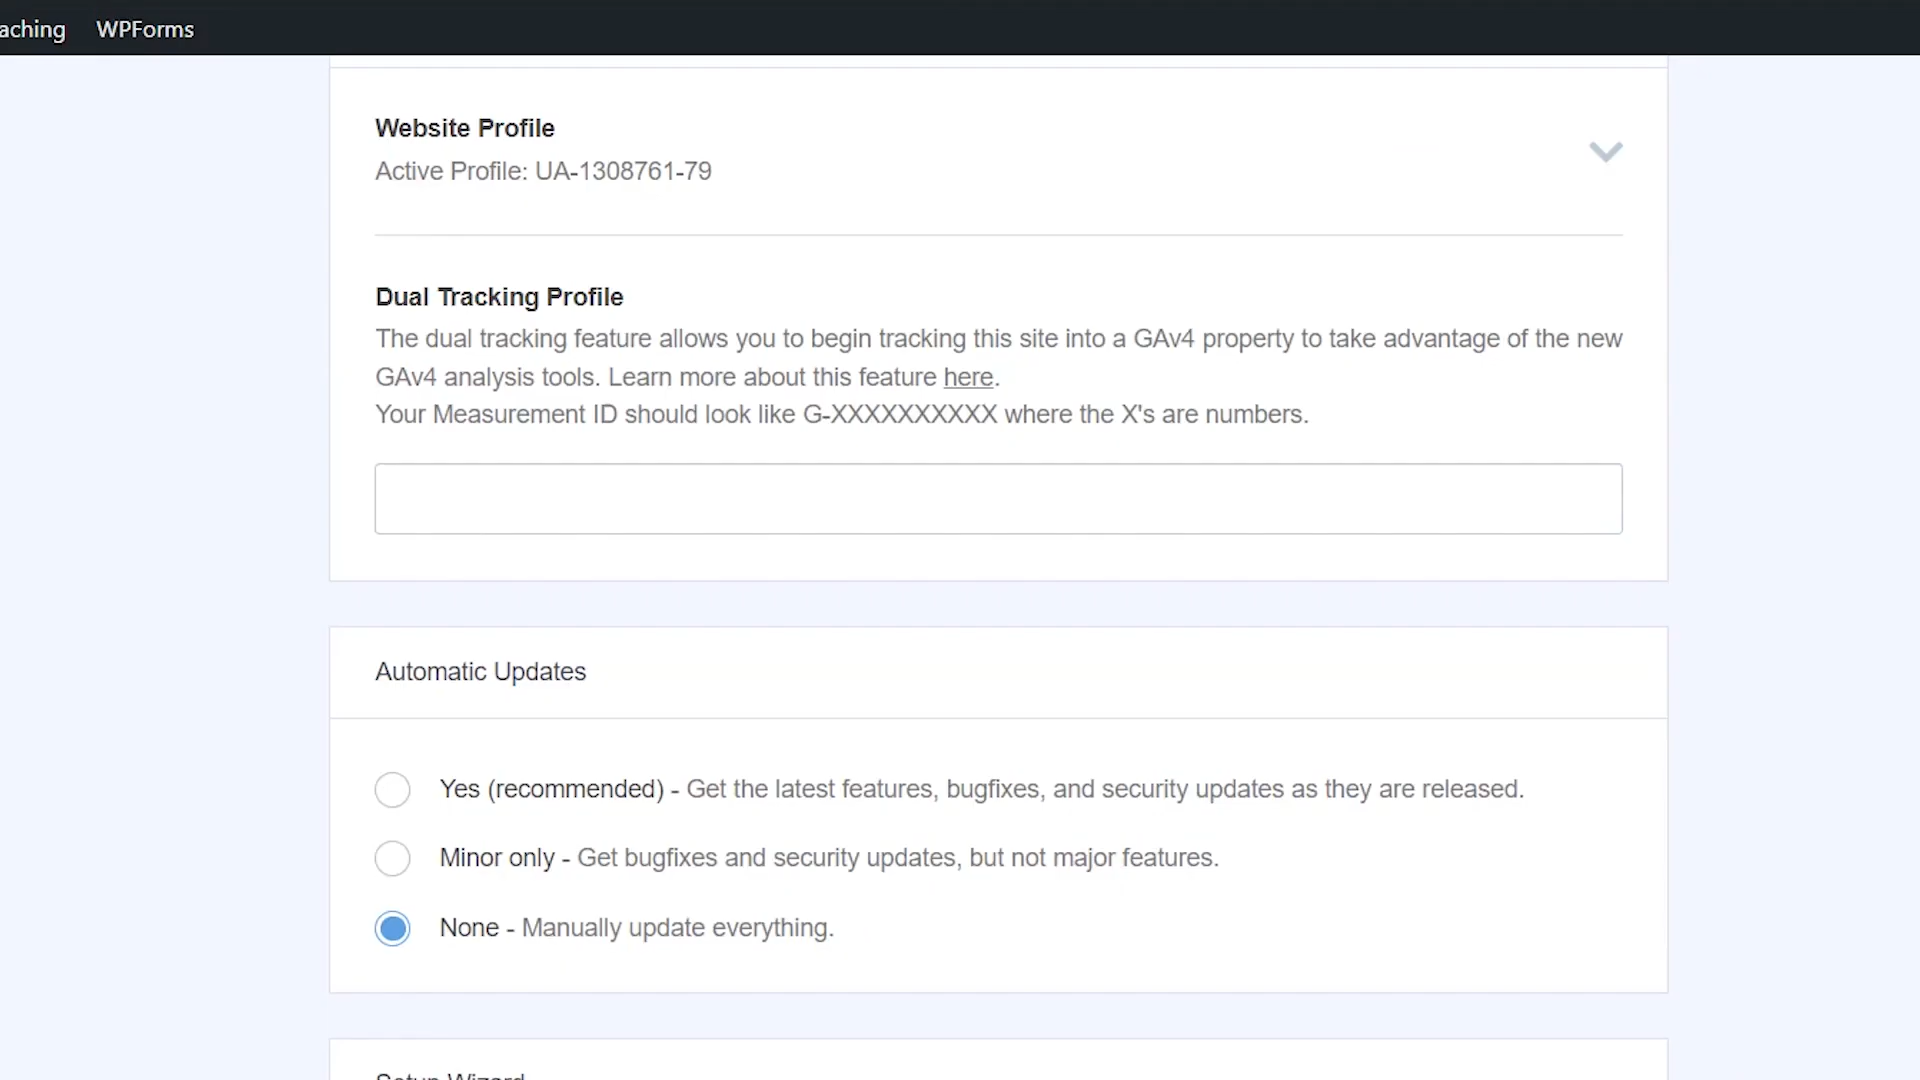 aching WPForms
Website Profile
Active Profile: UA-1308761-79
Dual Tracking Profile
The dual tracking feature allows you to begin tracking this site into a GAv4 property to take advantage of the new
GAv4 analysis tools. Learn more about this feature here.
Your Measurement ID should look like G-XXXXXXXXXX where the X's are numbers.
Automatic Updates
Yes (recommended) - Get the latest features, bugfixes, and security updates as they are released.
Minor only - Get bugfixes and security updates, but not major features.
None - Manually update everything.
Setup Wizard